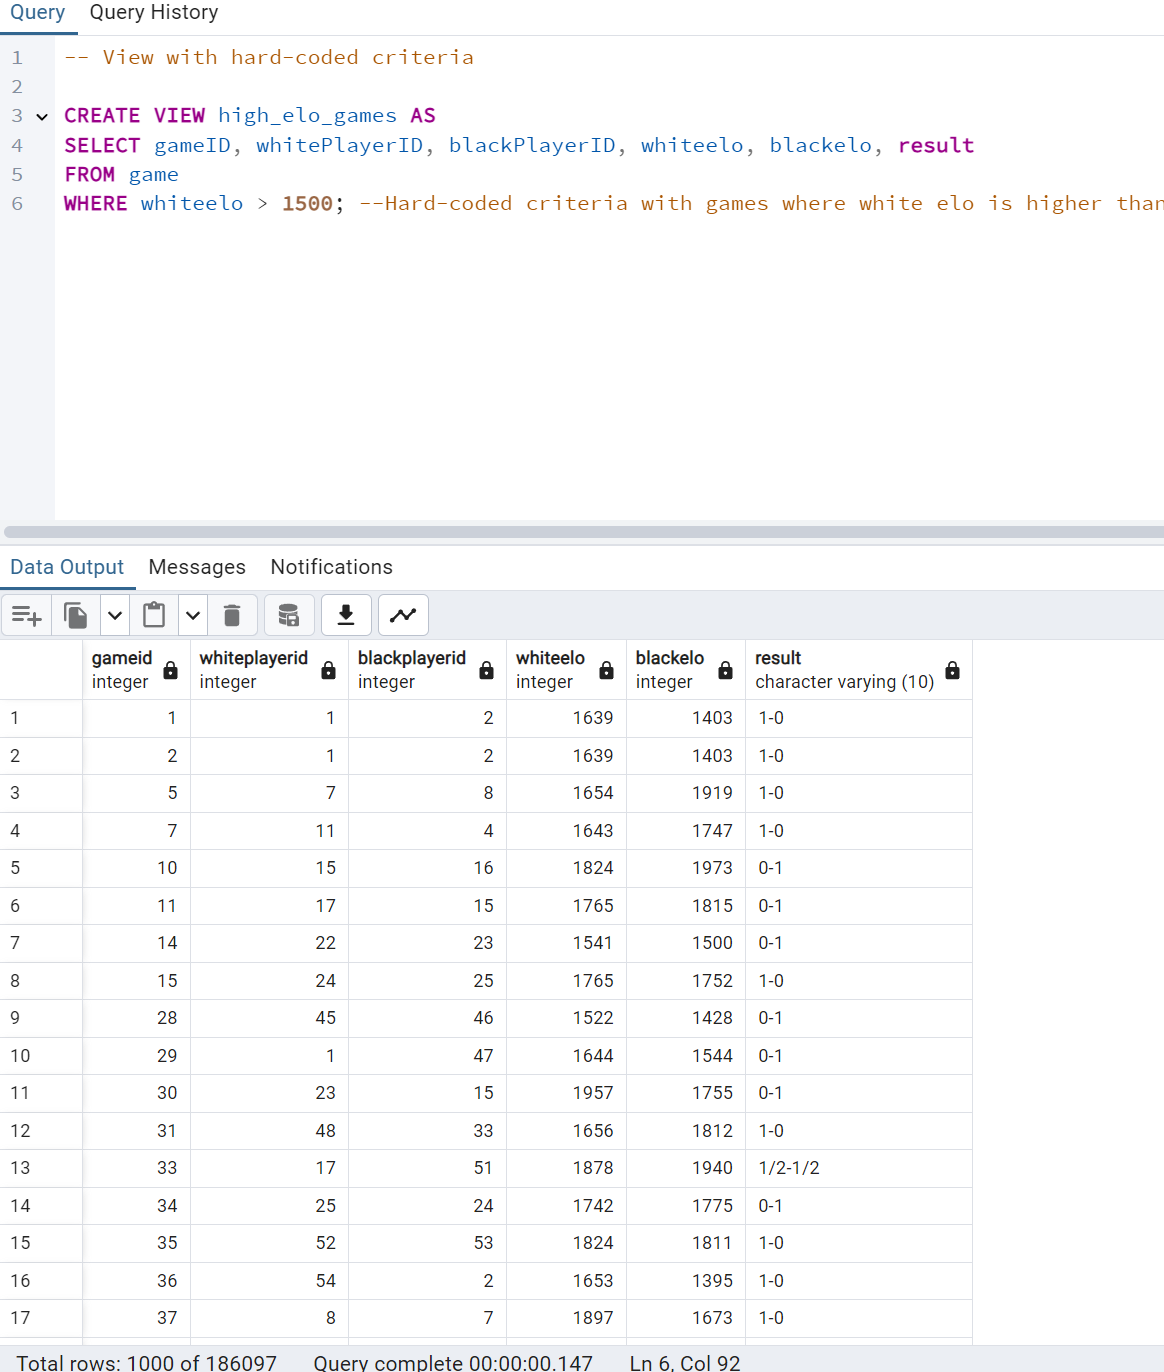 Query Query History
1 -- View with hard-coded criteria
2
3 CREATE VIEW high_elo_games AS
4 SELECT gameID, whitePlayerID, blackPlayerID, whiteelo, blackelo, result
5 FROM game
6 WHERE whiteelo > 1500; --Hard-coded criteria with games where white elo is higher than
Data Output Messages Notifications
gameid whiteplayerid blackplayerid whiteelo blackelo result
integer integer integer integer integer character varying (10)
1 1 1 2 1639 1403 1-0
2 2 1 2 1639 1403 1-0
3 5 7 8 1654 1919 1-0
4 7 11 4 1643 1747 1-0
5 10 15 16 1824 1973 0-1
6 11 17 15 1765 1815 0-1
7 14 22 23 1541 1500 0-1
8 15 24 25 1765 1752 1-0
9 28 45 46 1522 1428 0-1
10 29 1 47 1644 1544 0-1
11 30 23 15 1957 1755 0-1
12 31 48 33 1656 1812 1-0
13 33 17 51 1878 1940 1/2-1/2
14 34 25 24 1742 1775 0-1
15 35 52 53 1824 1811 1-0
16 36 54 2 1653 1395 1-0
17 37 8 7 1897 1673 1-0
Total rows: 1000 of 186097 Query complete 00:00:00.147 Ln 6, Col 92